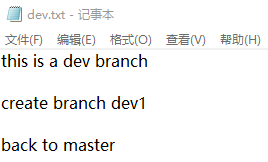 dev.txt - 记事本
文件(F) 编辑(E) 格式(O) 查看(V) 帮助(H)
this is a dev branch
create branch dev1
back to master